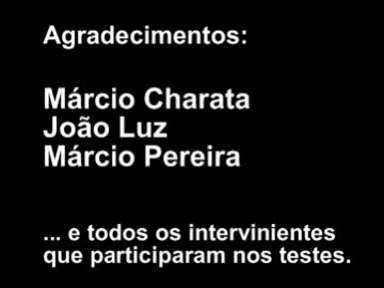 Agradecimentos:
Márcio Charata
João Luz
Márcio Pereira
... e todos os intervinientes
que participaram nos testes.